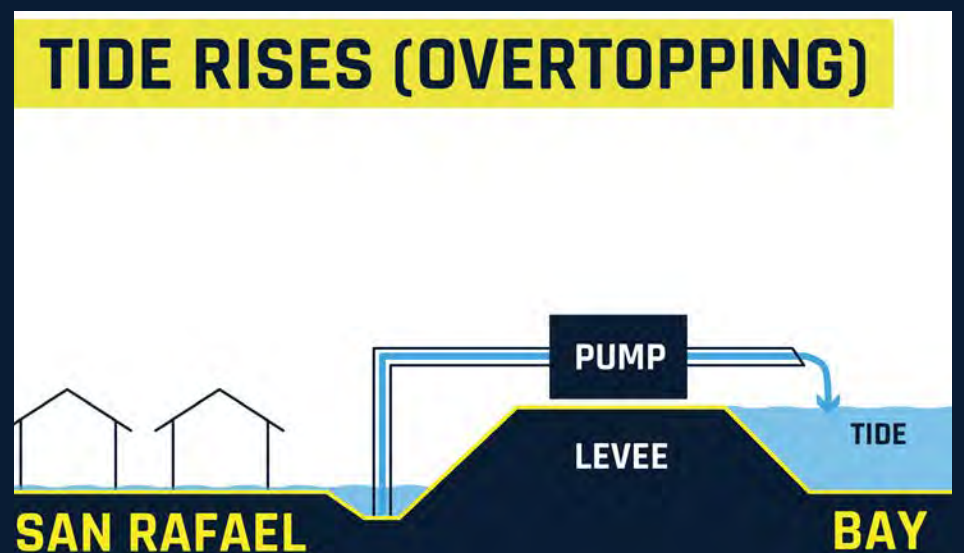 TIDE RISES (OVERTOPPING)
PUMP
LEVEE
TIDE
SAN RAFAEL
BAY